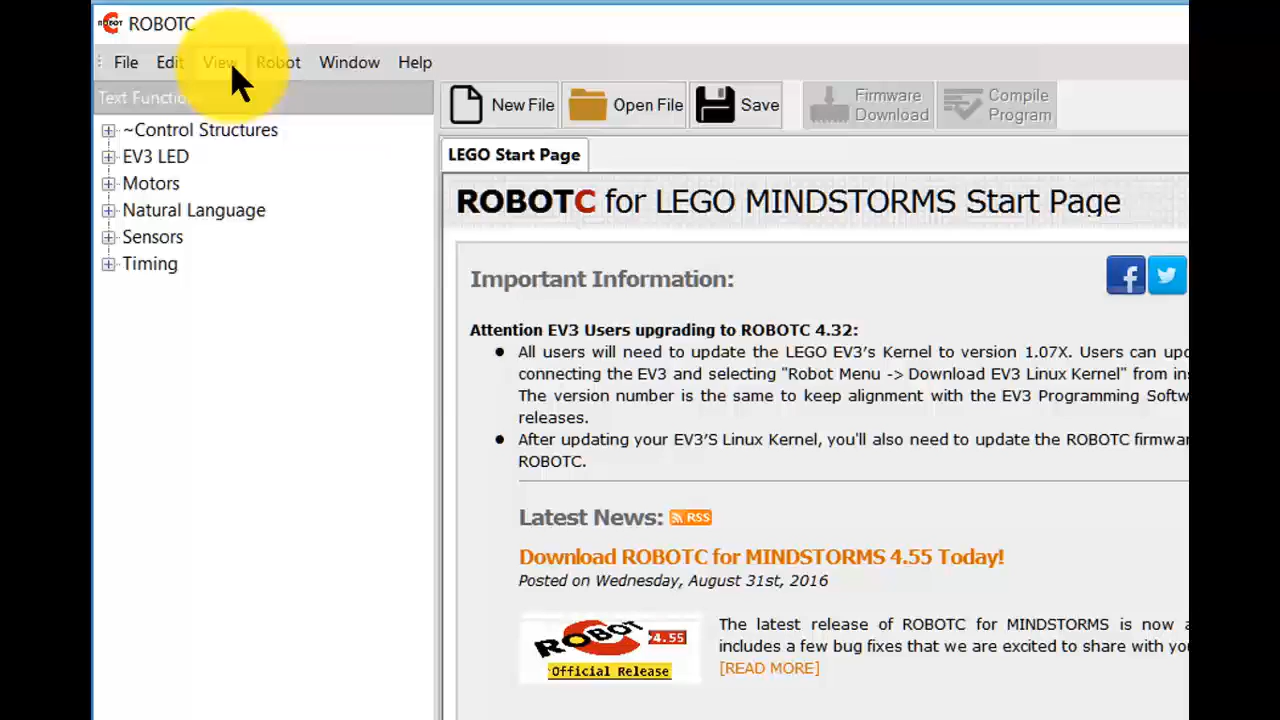 ROBOTC
File Edit View Robot Window Help
Text Functio
New File Open File Save Firmware Download Compile Program
~Control Structures
EV3 LED
Motors
Natural Language
Sensors
Timing
LEGO Start Page
ROBOTC for LEGO MINDSTORMS Start Page
Important Information:
Attention EV3 Users upgrading to ROBOTC 4.32:
All users will need to update the LEGO EV3's Kernel to version 1.07X. Users can upd
connecting the EV3 and selecting "Robot Menu -> Download EV3 Linux Kernel" from ins
The version number is the same to keep alignment with the EV3 Programming Softw
releases.
After updating your EV3'S Linux Kernel, you'll also need to update the ROBOTC firmwar
ROBOTC.
Latest News: RSS
Download ROBOTC for MINDSTORMS 4.55 Today!
Posted on Wednesday, August 31st, 2016
ROBOT 4.55
Official Release
The latest release of ROBOTC for MINDSTORMS is now a
includes a few bug fixes that we are excited to share with you
[READ MORE]